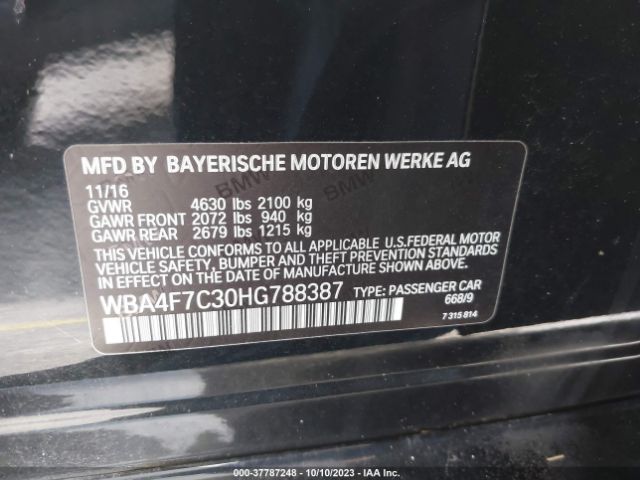 MFD BY BAYERISCHE MOTOREN WERKE AG
11/16
GVWR 4630 lbs 2100 kg
GAWR FRONT 2072 lbs 940 kg
GAWR REAR 2679 lbs 1215 kg
THIS VEHICLE CONFORMS TO ALL APPLICABLE U.S.FEDERAL MOTOR
VEHICLE SAFETY, BUMPER AND THEFT PREVENTION STANDARDS
IN EFFECT ON THE DATE OF MANUFACTURE SHOWN ABOVE.
WBA4F7C30HG788387 TYPE: PASSENGER CAR
668/9
7 315 814
000-37787248 - 10/10/2023 - IAA Inc.